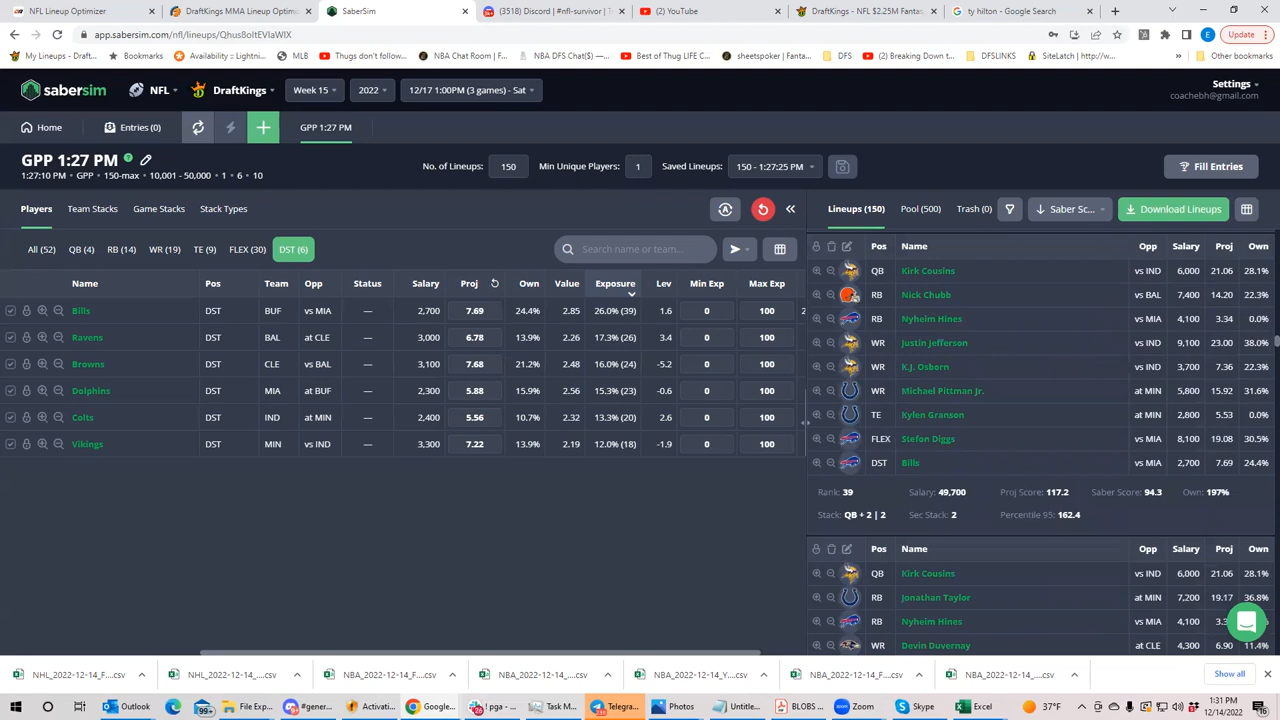 NFL Lineup Optimizer
DraftKings MMA Lineup Optim
SaberSim
(3518) Discord | #nfl-survivor | T
(2) YouTube
DraftKings - NFL $2.25M Fantas
ty hilton - Google Search
app.sabersim.com/nfl/lineups/Qhus8oItEVIaWIX
E Update
My Lineups - Draft... Bookmarks Availability :: Lightni... MLB Thugs don't follow... NBA Chat Room ( —... NBA DFS Chat($) —... Best of Thug LIFE C... sheetspoker | Fanta... DFS (2) Breaking Down t... DFSLINKS SiteLatch ( — Your... Other bookmarks
sabersim NFL DraftKings Week 15 2022 12/17 1:00PM (3 games) - Sat Settings
coachebh@gmail.com
Home Entries (0) + GPP 1:27 PM
GPP 1:27 PM No. of Lineups: 150 Min Unique Players: 1 Saved Lineups: 150 - 1:27:25 PM Fill Entries
1:27:10 PM • GPP • 150-max • 10,001 - 50,000 • 1 • 6 • 10
Players Team Stacks Game Stacks Stack Types Lineups (150) Pool (500) Trash (0) Saber Sc... Download Lineups
All (52) QB (4) RB (14) WR (19) TE (9) FLEX (30) DST (6) Search name or team...
Name Pos Team Opp Status Salary Proj Own Value Exposure Lev Min Exp Max Exp
Bills DST BUF vs MIA — 2,700 7.69 24.4% 2.85 26.0% (39) 1.6 0 100 2
Ravens DST BAL at CLE — 3,000 6.78 13.9% 2.26 17.3% (26) 3.4 0 100
Browns DST CLE vs BAL — 3,100 7.68 21.2% 2.48 16.0% (24) -5.2 0 100
Dolphins DST MIA at BUF — 2,300 5.88 15.9% 2.56 15.3% (23) -0.6 0 100
Colts DST IND at MIN — 2,400 5.56 10.7% 2.32 13.3% (20) 2.6 0 100
Vikings DST MIN vs IND — 3,300 7.22 13.9% 2.19 12.0% (18) -1.9 0 100
Pos Name Opp Salary Proj Own
QB Kirk Cousins vs IND 6,000 21.06 28.1%
RB Nick Chubb vs BAL 7,400 14.20 22.3%
RB Nyheim Hines vs MIA 4,100 3.34 0.0%
WR Justin Jefferson vs IND 9,100 23.00 38.0%
WR K.J. Osborn vs IND 3,700 7.36 22.3%
WR Michael Pittman Jr. at MIN 5,800 15.92 31.6%
TE Kylen Granson at MIN 2,800 5.53 0.0%
FLEX Stefon Diggs vs MIA 8,100 19.08 30.5%
DST Bills vs MIA 2,700 7.69 24.4%
Rank: 39 Salary: 49,700 Proj Score: 117.2 Saber Score: 94.3 Own: 197%
Stack: QB + 2 | 2 Sec Stack: 2 Percentile 95: 162.4
Pos Name Opp Salary Proj Own
QB Kirk Cousins vs IND 6,000 21.06 28.1%
RB Jonathan Taylor at MIN 7,200 19.17 36.8%
RB Nyheim Hines vs MIA 4,100
WR Devin Duvernay at CLE 4,300 6.90 11.4%
NHL_2022-12-14_F....csv NHL_2022-12-14_....csv NBA_2022-12-14_F....csv NBA_2022-12-14_....csv NBA_2022-12-14_Y....csv NBA_2022-12-14_F....csv NBA_2022-12-14_....csv Show all
Outlook 99+ File Exp... #gener... Activati... Google... ! pga - ... Task M... Telegra... Photos Untitle... BLOBS ... Zoom Skype Excel 37°F 1:31 PM
12/14/2022